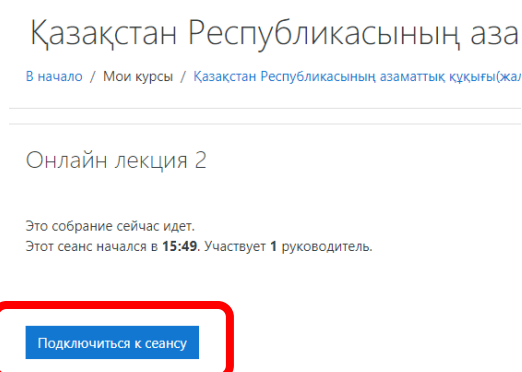 Қазақстан Республикасының аза
В начало / Мои курсы / Қазақстан Республикасының азаматтық құқығы(жал
Онлайн лекция 2
Это собрание сейчас идет.
Этот сеанс начался в 15:49. Участвует 1 руководитель.
Подключиться к сеансу